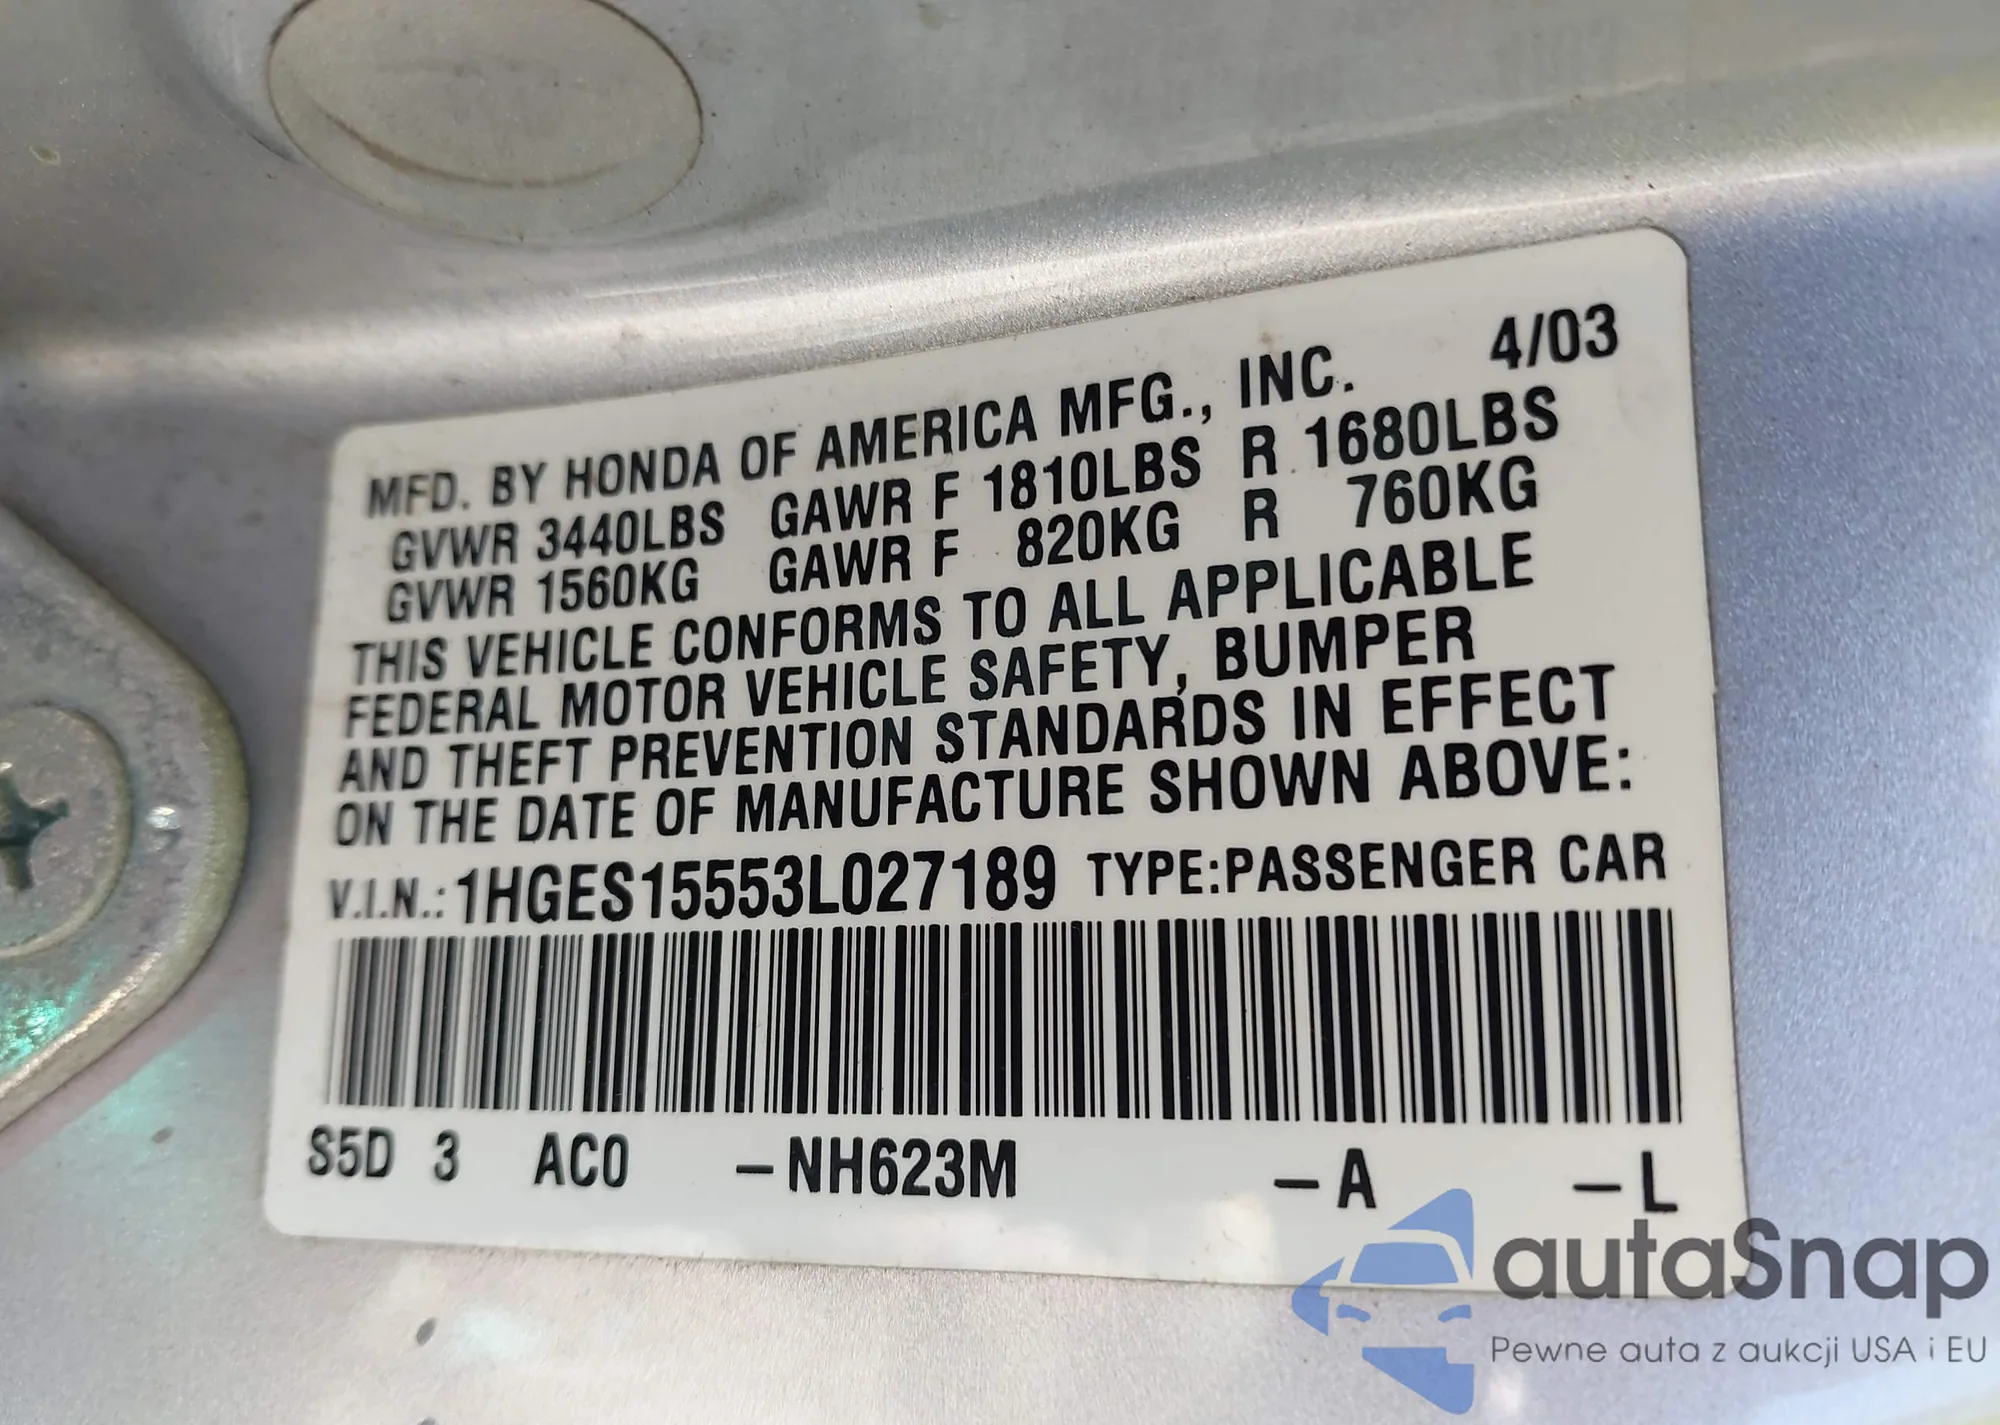 MFD. BY HONDA OF AMERICA MFG., INC. 4/03
GVWR 3440LBS GAWR F 1810LBS R 1680LBS
GVWR 1560KG GAWR F 820KG R 760KG
THIS VEHICLE CONFORMS TO ALL APPLICABLE
FEDERAL MOTOR VEHICLE SAFETY, BUMPER
AND THEFT PREVENTION STANDARDS IN EFFECT
ON THE DATE OF MANUFACTURE SHOWN ABOVE:
V.I.N.: 1HGES15553L027189 TYPE:PASSENGER CAR
S5D 3 AC0 -NH623M -A -L
autaSnap
Pewne auta z aukcji USA i EU